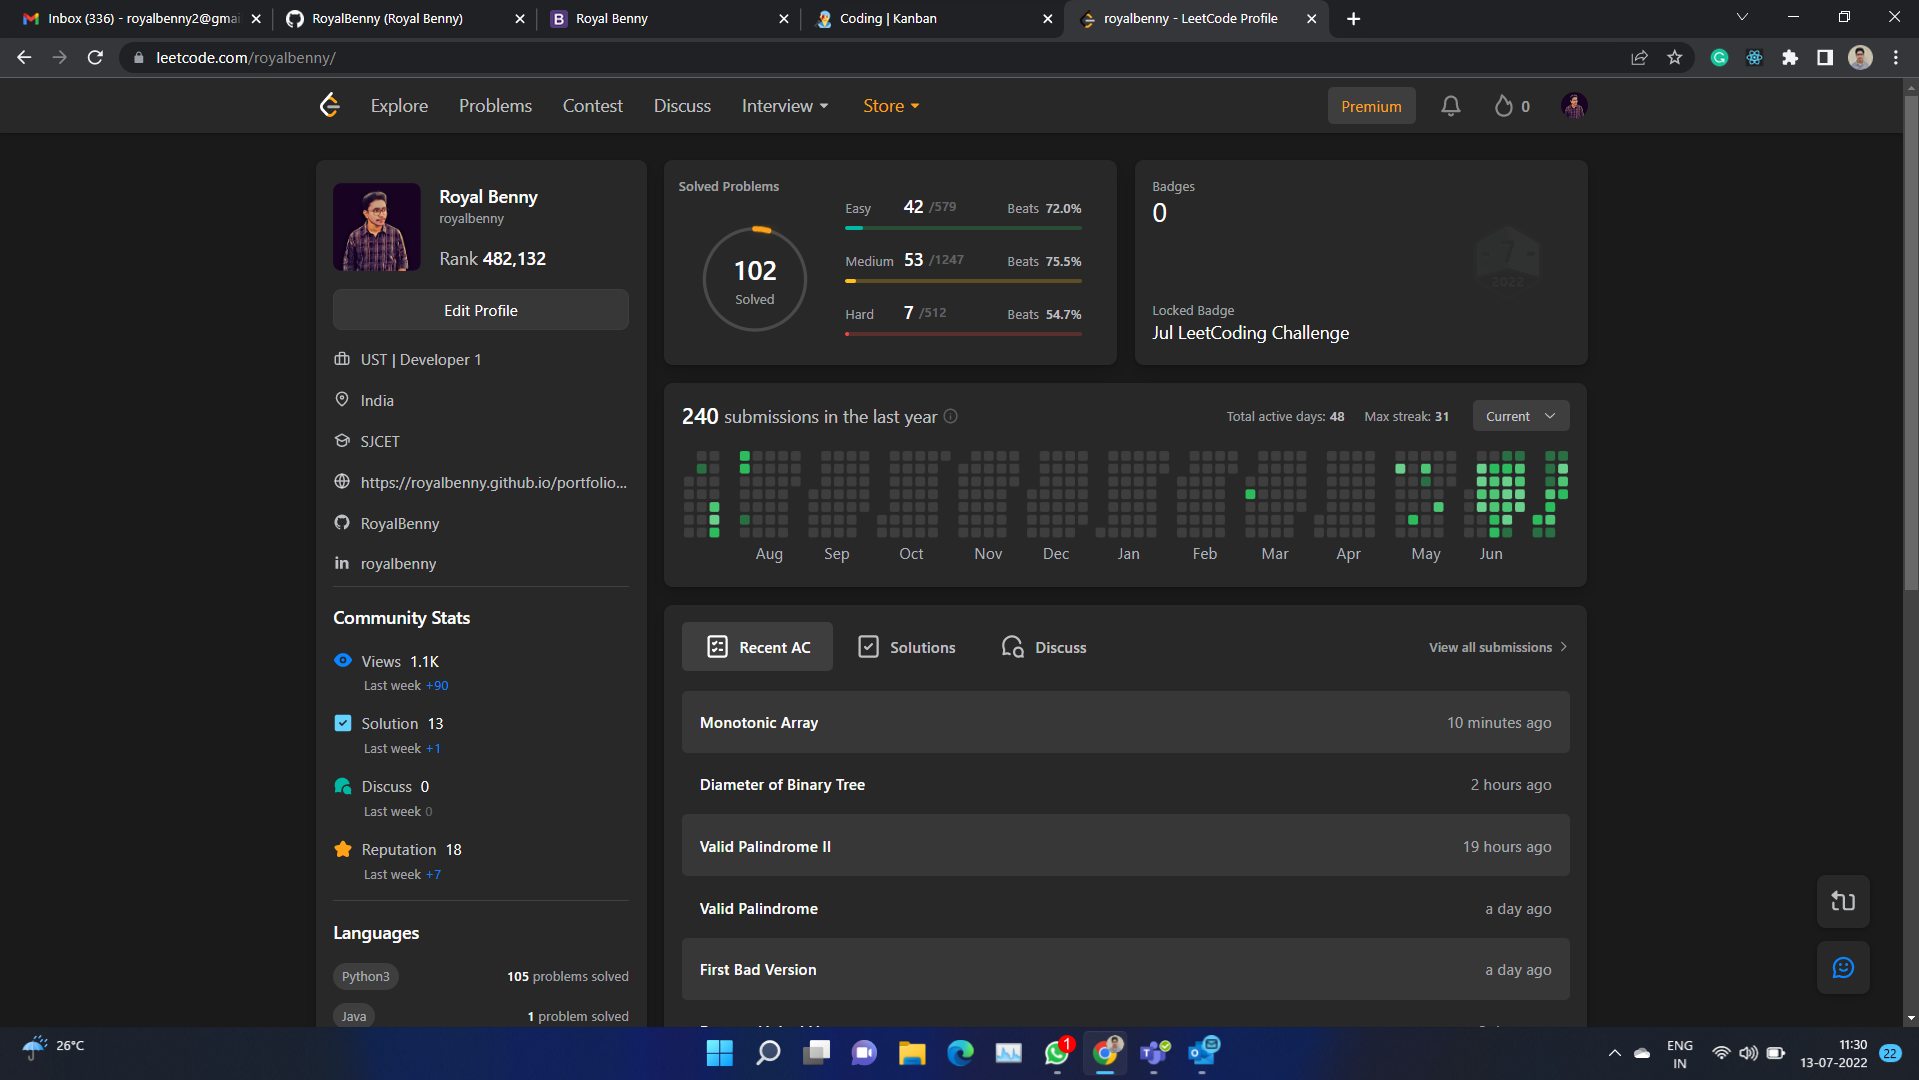 Inbox (336) - royalbenny2@gmai
RoyalBenny (Royal Benny)
Royal Benny
Coding | Kanban
royalbenny - LeetCode Profile
leetcode.com/royalbenny/
Explore
Problems
Contest
Discuss
Interview
Store
Premium
0
Royal Benny
royalbenny
Rank 482,132
Edit Profile
UST | Developer 1
India
SJCET
https://royalbenny.github.io/portfolio...
RoyalBenny
in royalbenny
Community Stats
Views 1.1K
Last week +90
Solution 13
Last week +1
Discuss 0
Last week 0
Reputation 18
Last week +7
Languages
Python3 105 problems solved
Java 1 problem solved
Solved Problems
102
Solved
Easy 42 /579 Beats 72.0%
Medium 53 /1247 Beats 75.5%
Hard 7 /512 Beats 54.7%
Badges
0
7
2022
Locked Badge
Jul LeetCoding Challenge
240 submissions in the last year
Total active days: 48 Max streak: 31 Current
Aug Sep Oct Nov Dec Jan Feb Mar Apr May Jun
Recent AC Solutions Discuss View all submissions
Monotonic Array 10 minutes ago
Diameter of Binary Tree 2 hours ago
Valid Palindrome II 19 hours ago
Valid Palindrome a day ago
First Bad Version a day ago
26°C
1
ENG
IN
11:30
13-07-2022
22